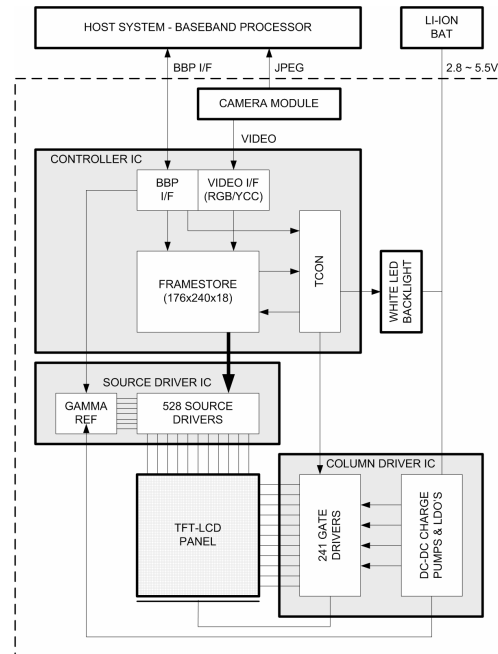 HOST SYSTEM - BASEBAND PROCESSOR
LI-ION
BAT
BBP I/F
JPEG
2.8 ~ 5.5V
CAMERA MODULE
VIDEO
CONTROLLER IC
BBP
I/F
VIDEO I/F
(RGB/YCC)
TCON
FRAMESTORE
(176x240x18)
WHITE LED
BACKLIGHT
SOURCE DRIVER IC
GAMMA
REF
528 SOURCE
DRIVERS
COLUMN DRIVER IC
TFT-LCD
PANEL
241 GATE
DRIVERS
DC-DC CHARGE
PUMPS & LDO'S